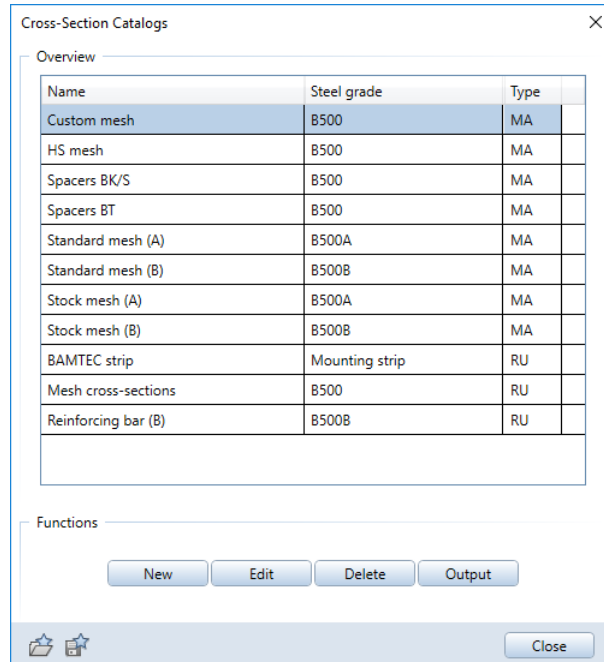 Cross-Section Catalogs
Overview
Name Steel grade Type
Custom mesh B500 MA
HS mesh B500 MA
Spacers BK/S B500 MA
Spacers BT B500 MA
Standard mesh (A) B500A MA
Standard mesh (B) B500B MA
Stock mesh (A) B500A MA
Stock mesh (B) B500B MA
BAMTEC strip Mounting strip RU
Mesh cross-sections B500 RU
Reinforcing bar (B) B500B RU
Functions
New Edit Delete Output
Close